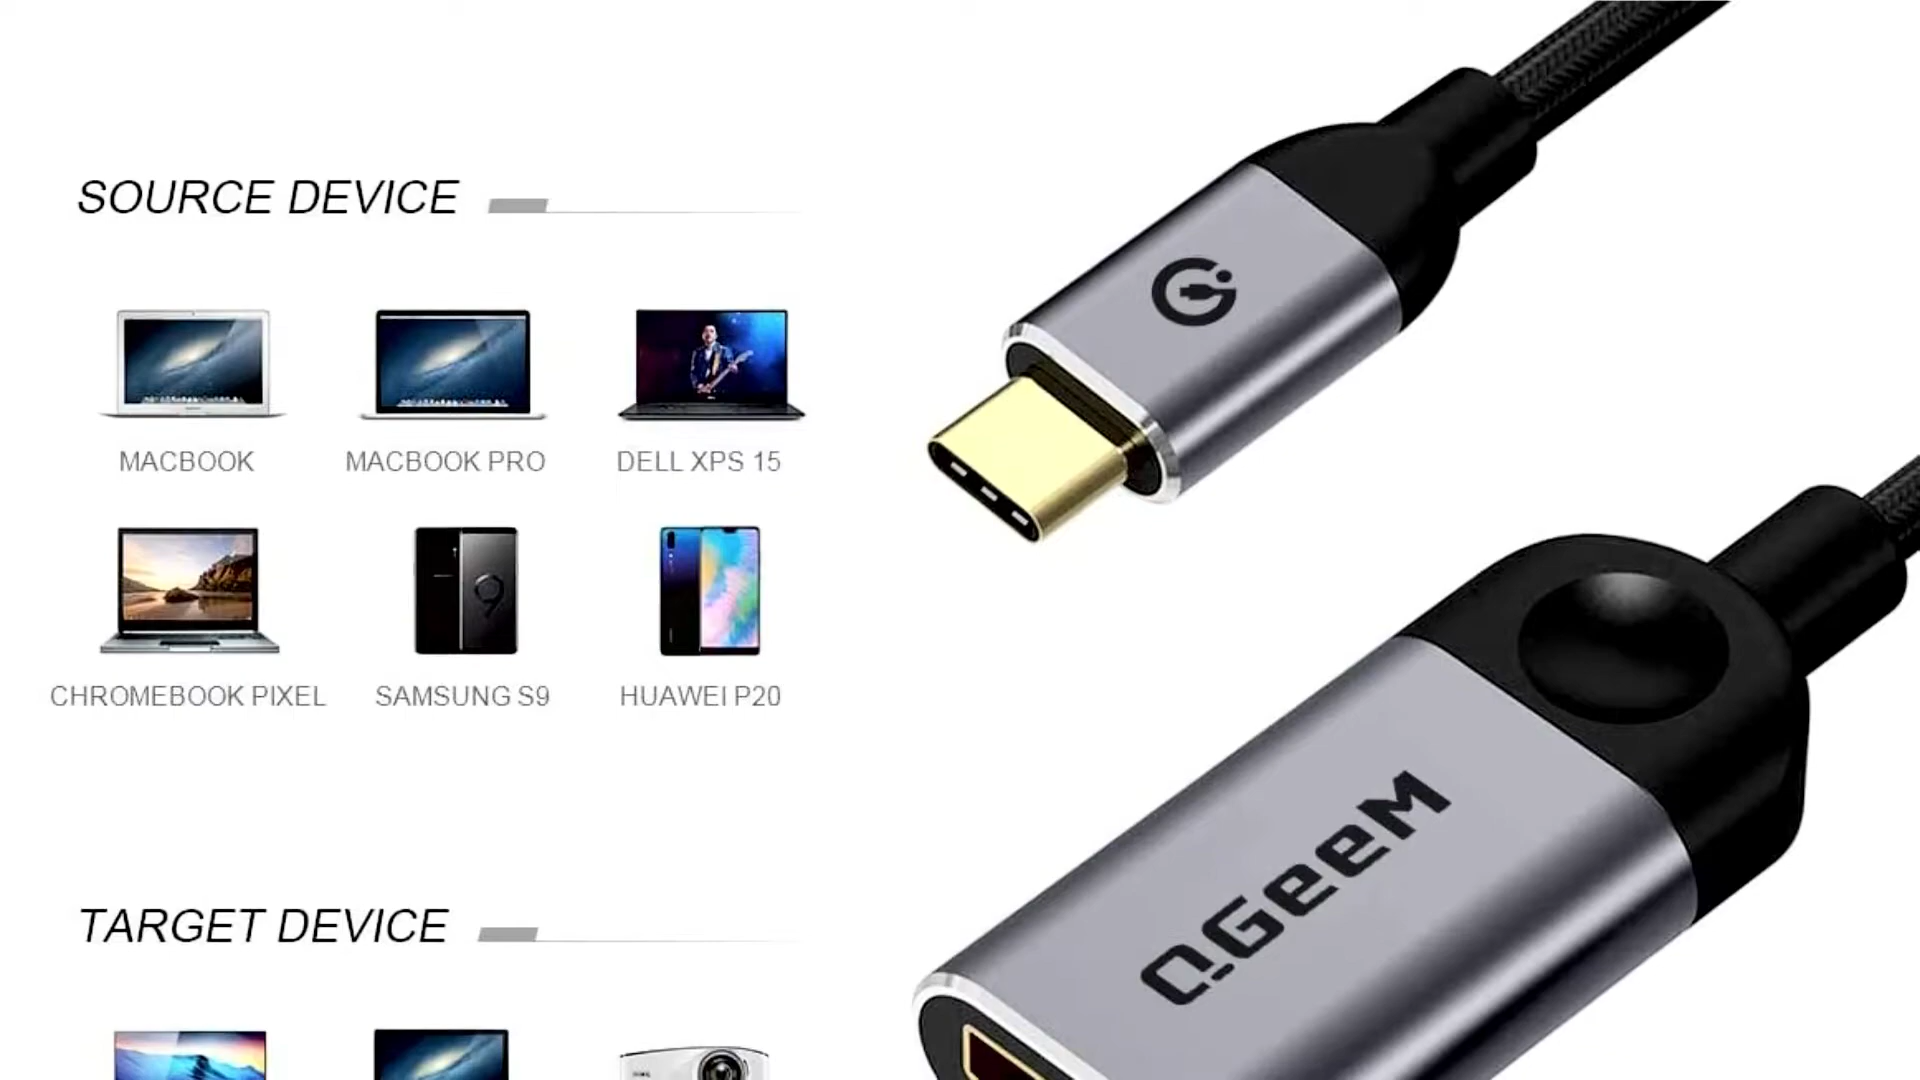 SOURCE DEVICE
MACBOOK
MACBOOK PRO
DELL XPS 15
CHROMEBOOK PIXEL
SAMSUNG S9
HUAWEI P20
TARGET DEVICE
QGeeM